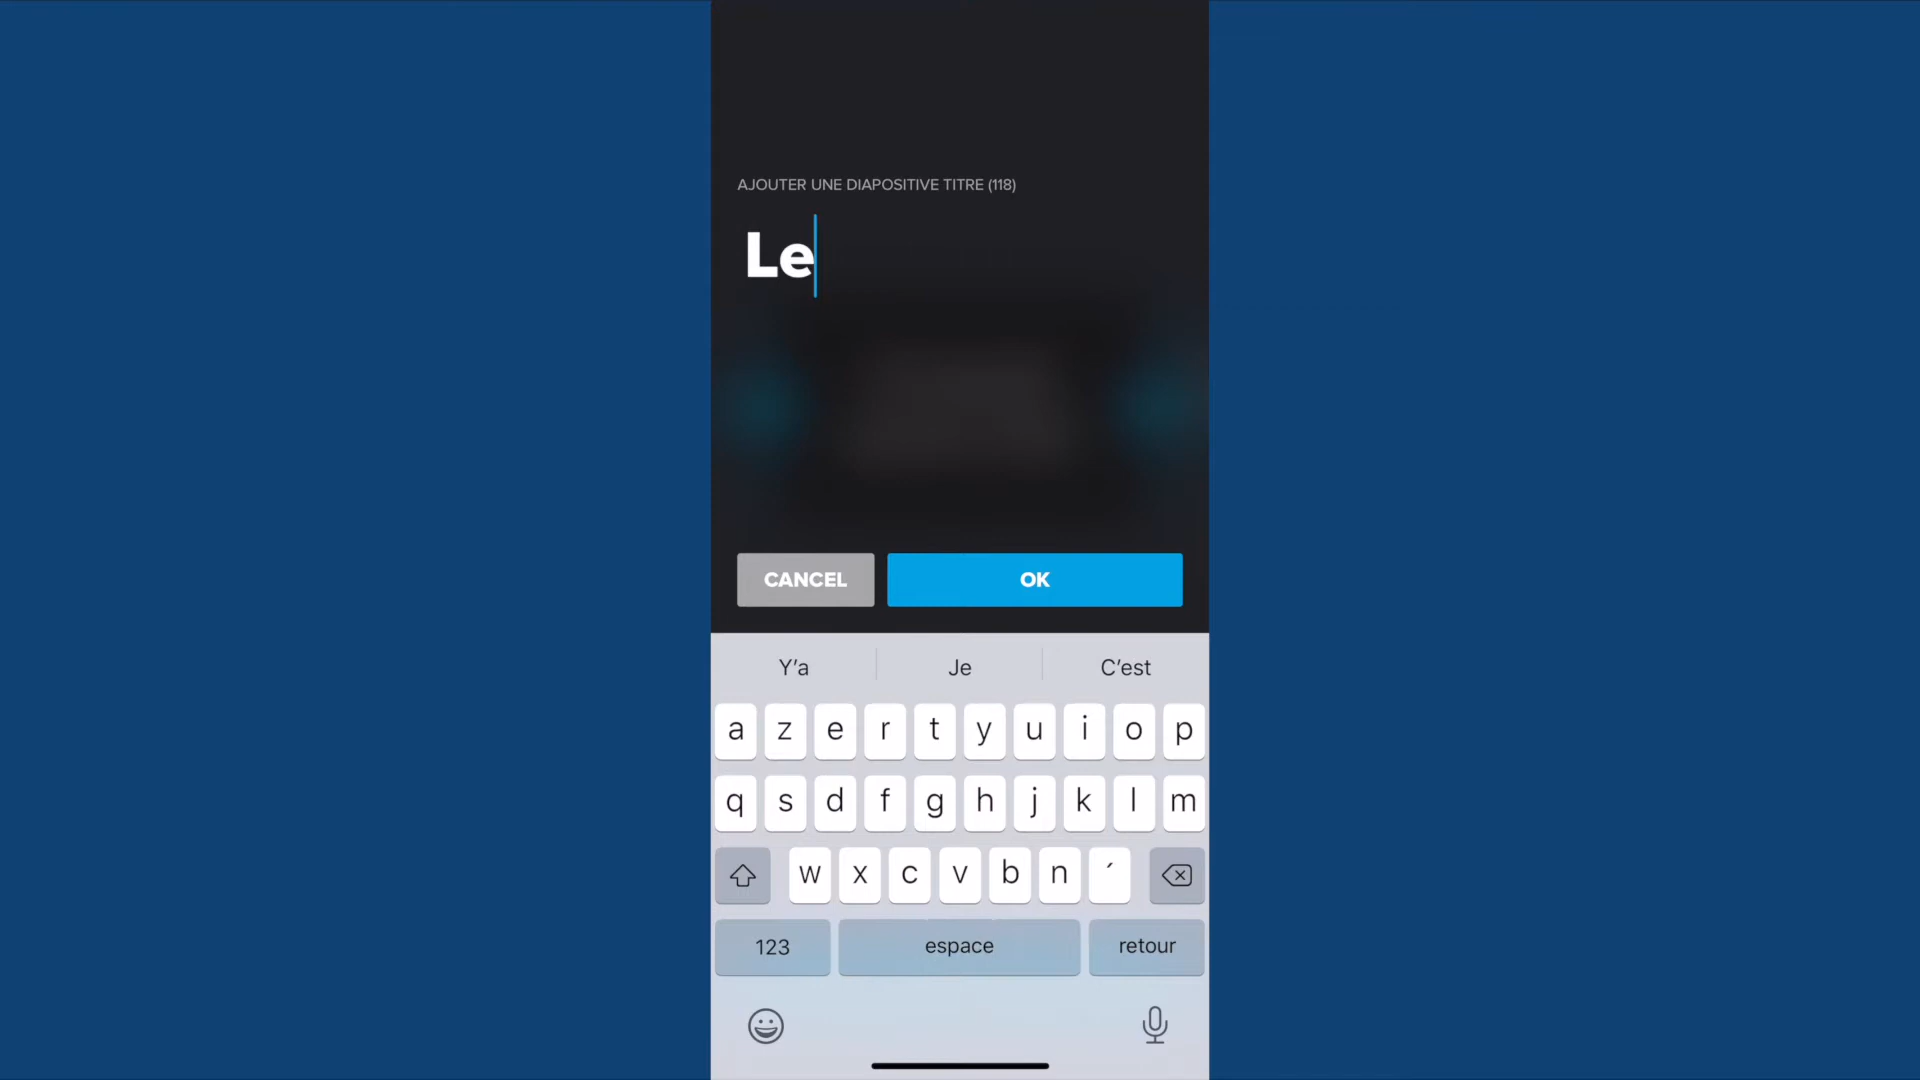 AJOUTER UNE DIAPOSITIVE TITRE (118)
Le
CANCEL OK
Y'a Je C'est
a z e r t y u i o p
q s d f g h j k l m
w x c v b n ´
123 espace retour